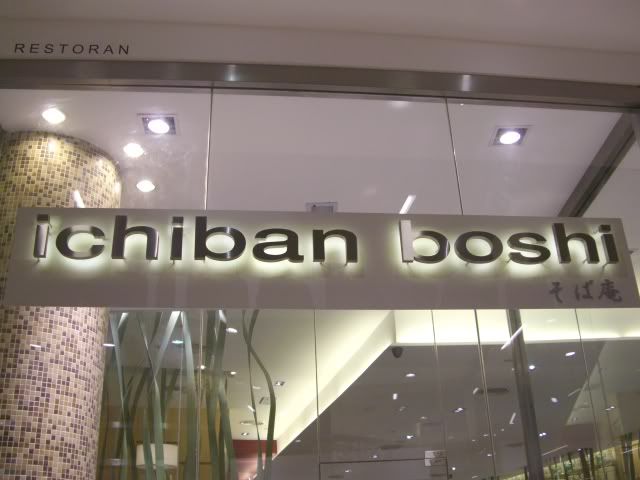 RESTORAN
ichiban boshi
そば庵